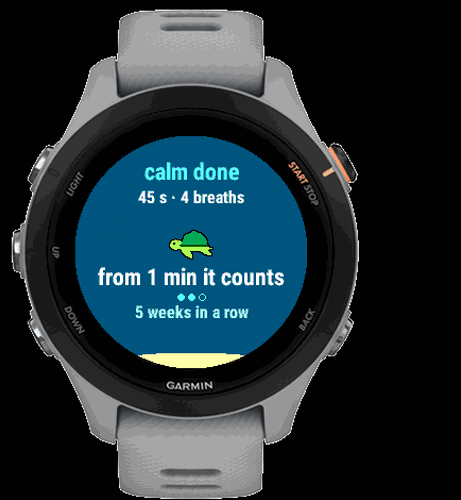 calm done
45 s · 4 breaths
LIGHT
START STOP
from 1 min it counts
UP
5 weeks in a row
DOWN
BACK
GARMIN